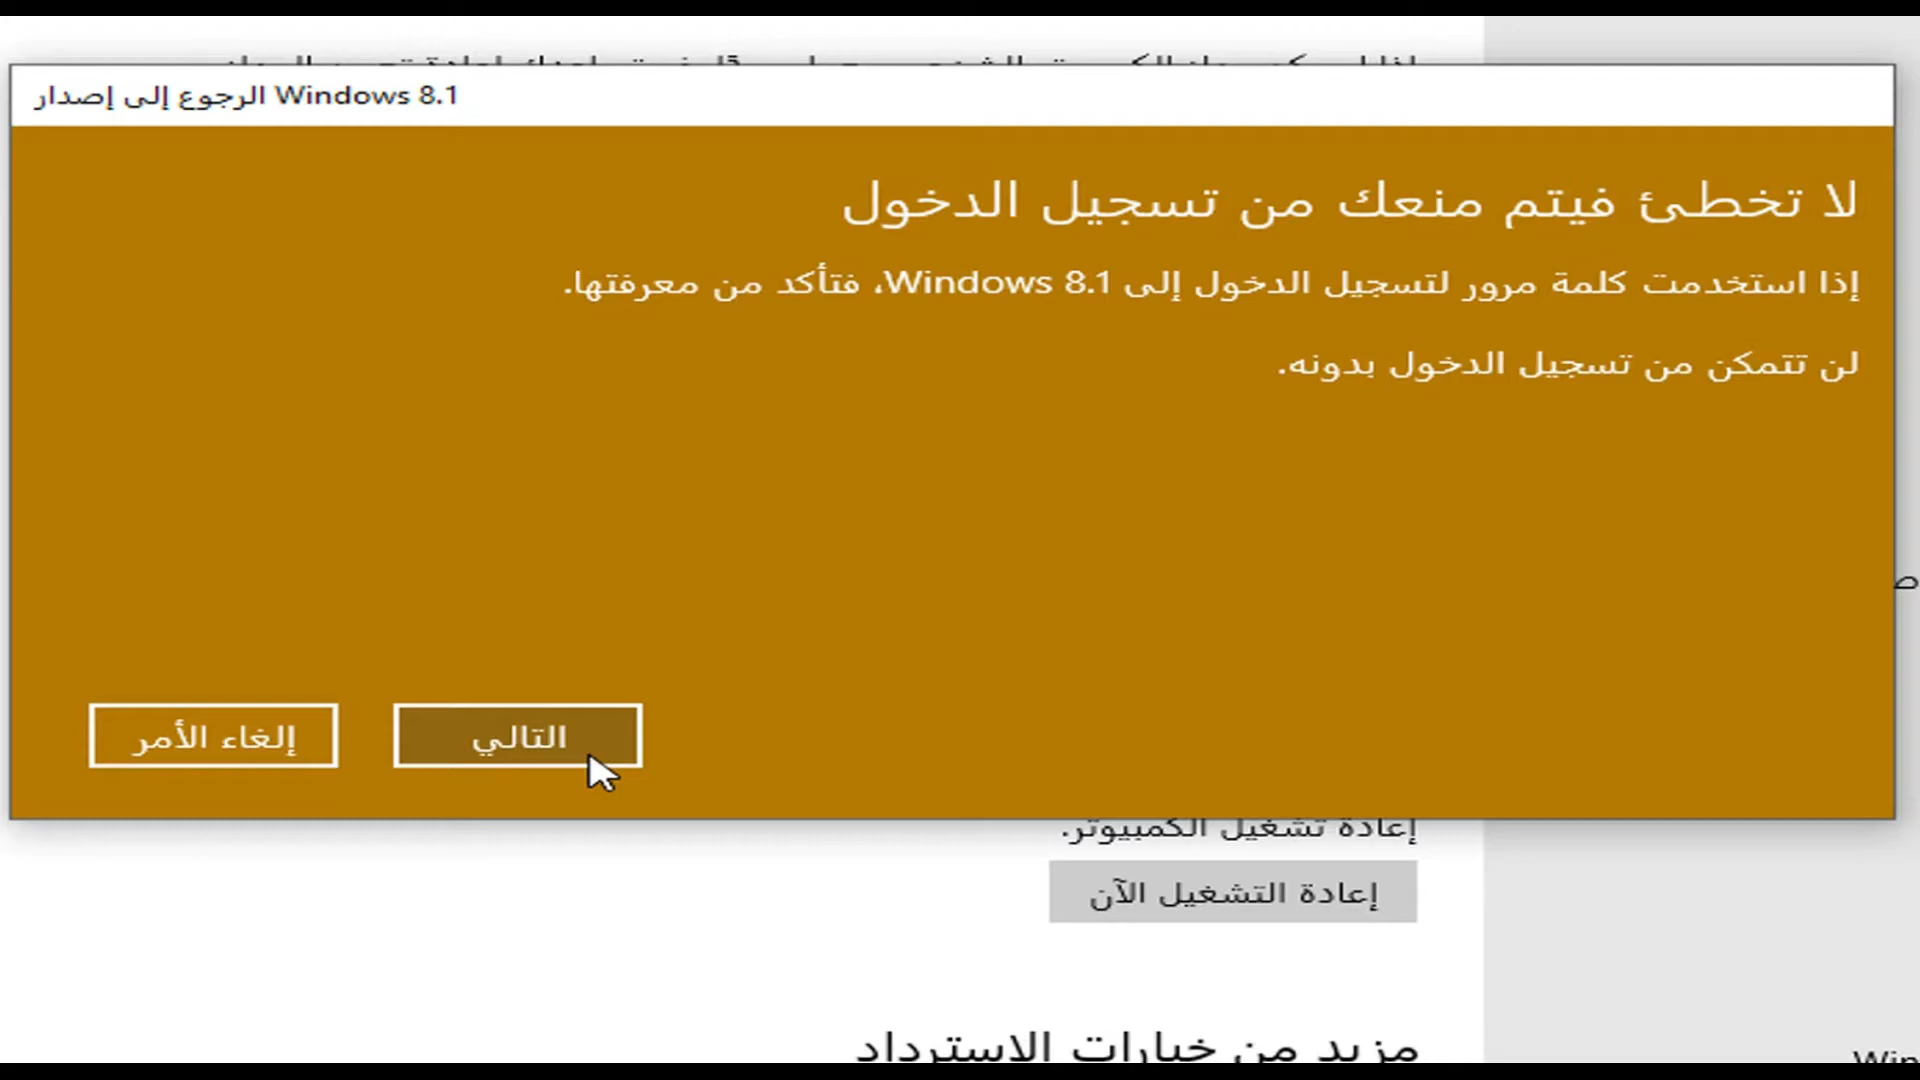 الرجوع إلى إصدار Windows 8.1
لا تخطئ فيتم منعك من تسجيل الدخول
إذا استخدمت كلمة مرور لتسجيل الدخول إلى Windows 8.1، فتأكد من معرفتها.
لن تتمكن من تسجيل الدخول بدونه.
التالي
إلغاء الأمر
إعادة تشغيل الكمبيوتر.
إعادة التشغيل الآن
مزيد من خيارات الاسترداد